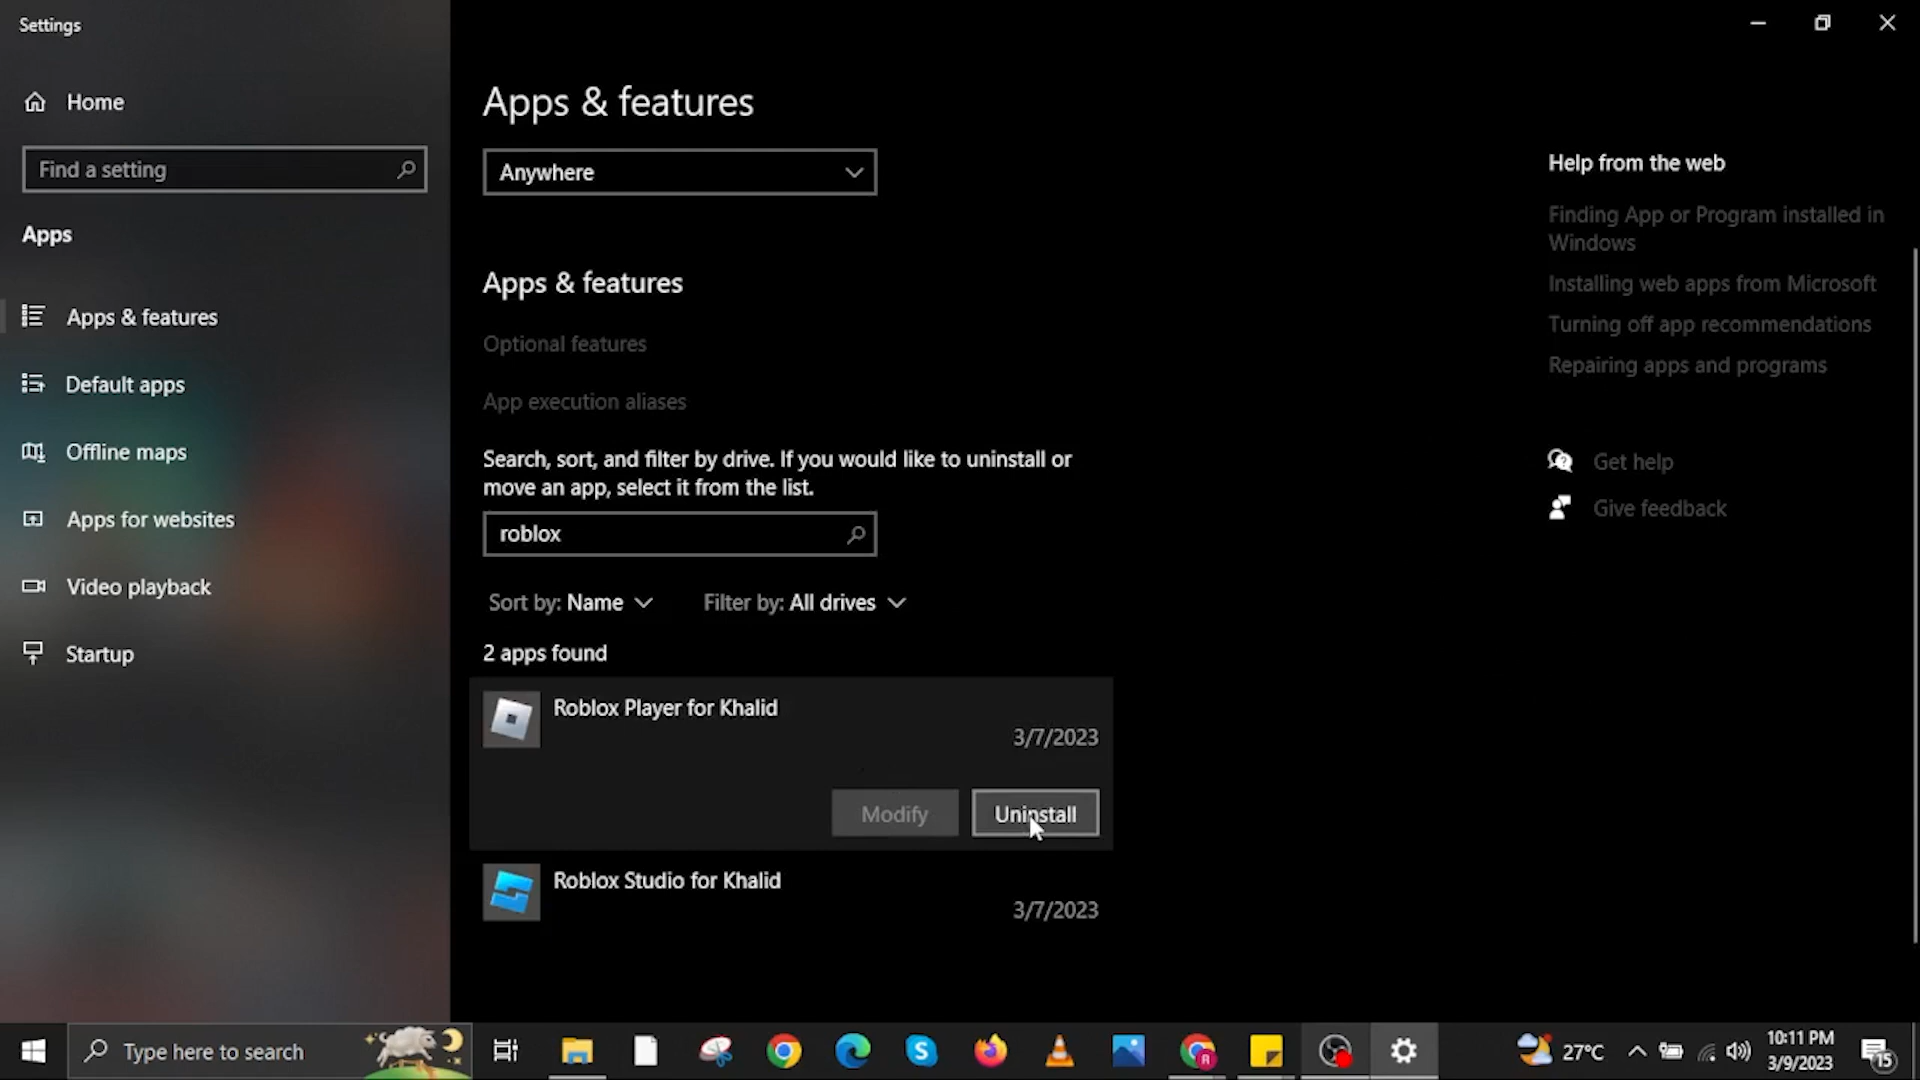 Settings
Home
Find a setting
Apps
Apps & features
Default apps
Offline maps
Apps for websites
Video playback
Startup
Apps & features
Anywhere
Apps & features
Optional features
App execution aliases
Search, sort, and filter by drive. If you would like to uninstall or
move an app, select it from the list.
roblox
Sort by: Name
Filter by: All drives
2 apps found
Roblox Player for Khalid
3/7/2023
Modify
Uninstall
Roblox Studio for Khalid
3/7/2023
Help from the web
Finding App or Program installed in
Windows
Installing web apps from Microsoft
Turning off app recommendations
Repairing apps and programs
Get help
Give feedback
Type here to search
27°C
10:11 PM
3/9/2023
15